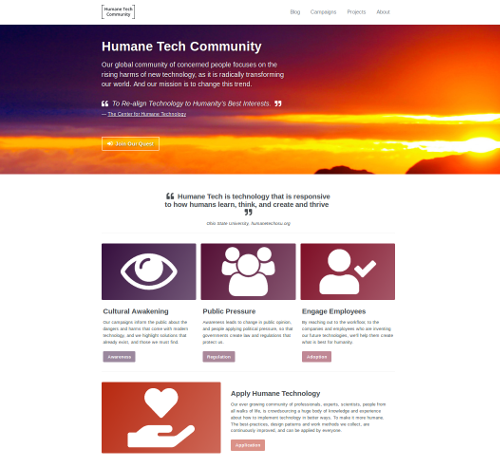 Humane Tech
Community
Blog Campaigns Projects About
Humane Tech Community
Our global community of concerned people focuses on the
rising harms of new technology, as it is radically transforming
our world. And our mission is to change this trend.
“ To Re-align Technology to Humanity's Best Interests. ”
— The Center for Humane Technology
Join Our Quest
“ Humane Tech is technology that is responsive
to how humans learn, think, and create and thrive
”
Ohio State University, humanetechosu.org
Cultural Awakening
Our campaigns inform the public about the
dangers and harms that come with modern
technology, and we highlight solutions that
already exist, and those we must find.
Awareness
Public Pressure
Awareness leads to change in public opinion,
and people applying political pressure, so that
governments create law and regulations that
protect us.
Regulation
Engage Employees
By reaching out to the workfloor, to the
companies and employees who are inventing
our future technologies, we'll help them create
what is best for humanity.
Adoption
Apply Humane Technology
Our ever growing community of professionals, experts, scientists, people from
all walks of life, is crowdsourcing a huge body of knowledge and experience
about how to implement technology in better ways. To make it more humane.
The best-practices, design patterns and work methods we collect, are
continuously improved, and can be applied by everyone.
Application